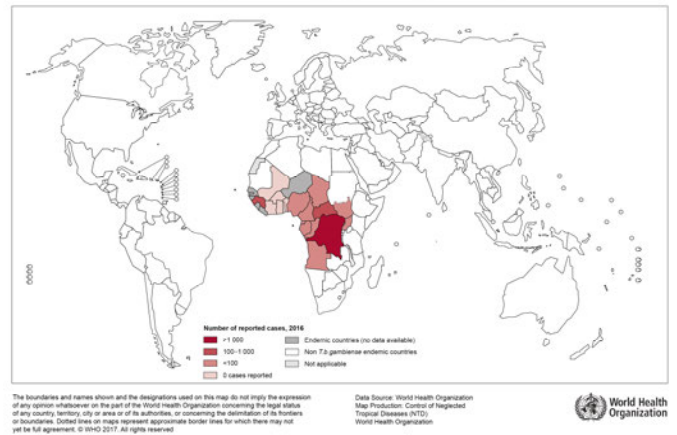 Number of reported cases, 2016
>1 000
100–1 000
<100
0 cases reported
Endemic countries (no data available)
Non T.b.gambiense endemic countries
Not applicable
The boundaries and names shown and the designations used on this map do not imply the expression
of any opinion whatsoever on the part of the World Health Organization concerning the legal status
of any country, territory, city or area or of its authorities, or concerning the delimitation of its frontiers
or boundaries. Dotted lines on maps represent approximate border lines for which there may not
yet be full agreement. © WHO 2017. All rights reserved
Data Source: World Health Organization
Map Production: Control of Neglected
Tropical Diseases (NTD)
World Health Organization
World Health
Organization